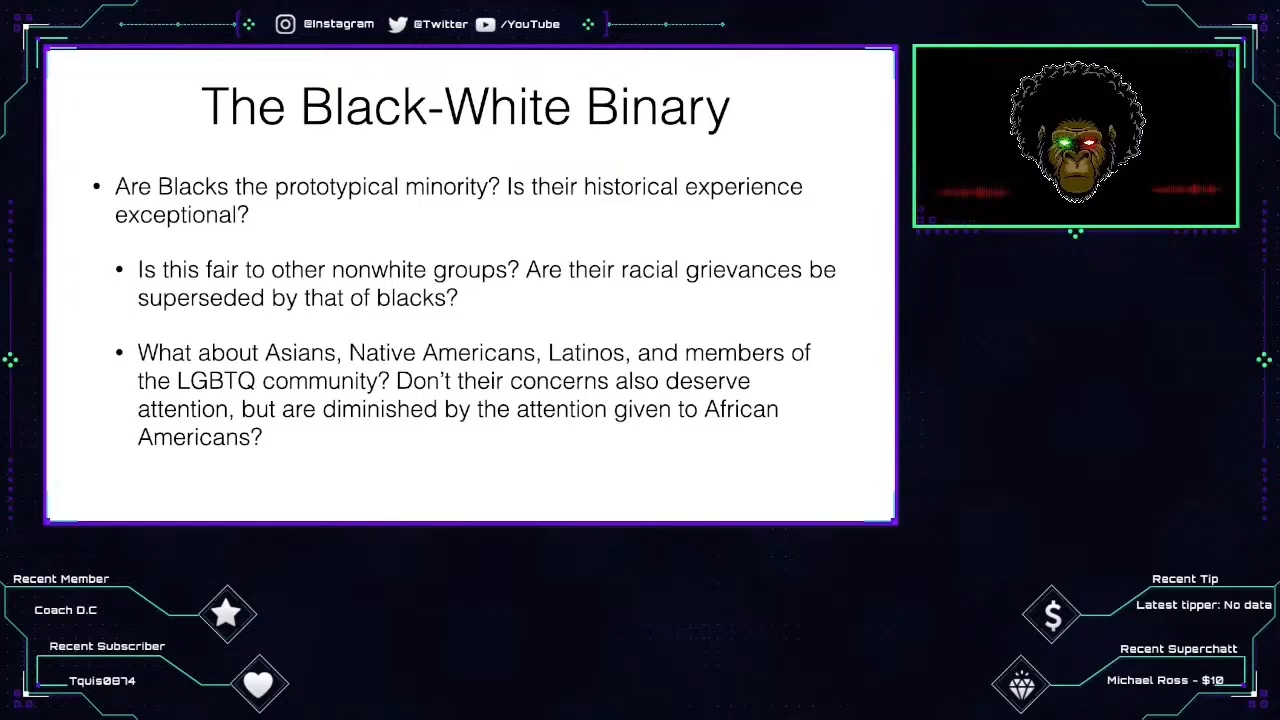 @Instagram @Twitter /YouTube
The Black-White Binary
• Are Blacks the prototypical minority? Is their historical experience
exceptional?
• Is this fair to other nonwhite groups? Are their racial grievances be
superseded by that of blacks?
• What about Asians, Native Americans, Latinos, and members of
the LGBTQ community? Don’t their concerns also deserve
attention, but are diminished by the attention given to African
Americans?
Recent Member
Coach D.C
Recent Subscriber
Tquis0874
Recent Tip
Latest tipper: No data
Recent Superchatt
Michael Ross - $10